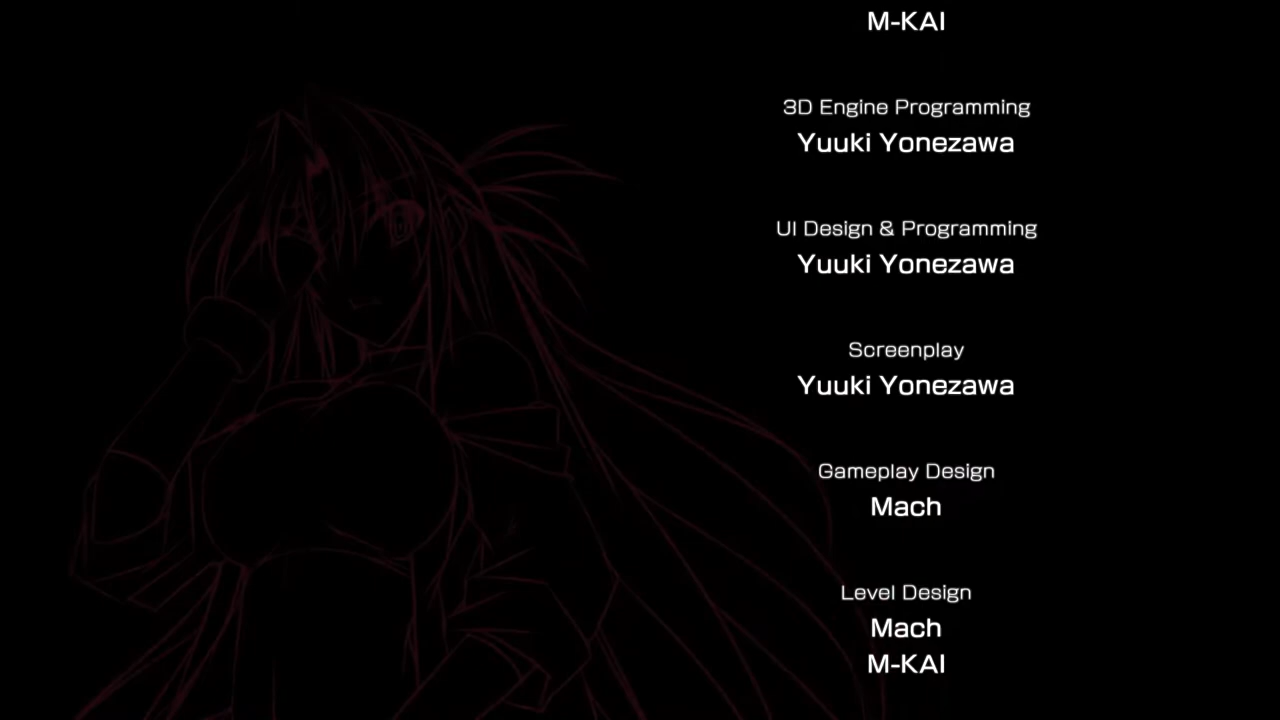 M-KAI
3D Engine Programming
Yuuki Yonezawa
UI Design & Programming
Yuuki Yonezawa
Screenplay
Yuuki Yonezawa
Gameplay Design
Mach
Level Design
Mach
M-KAI